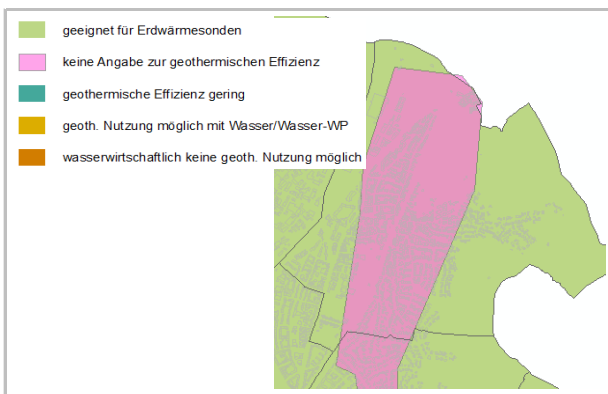 geeignet für Erdwärmesonden
keine Angabe zur geothermischen Effizienz
geothermische Effizienz gering
geoth. Nutzung möglich mit Wasser/Wasser-WP
wasserwirtschaftlich keine geoth. Nutzung möglich